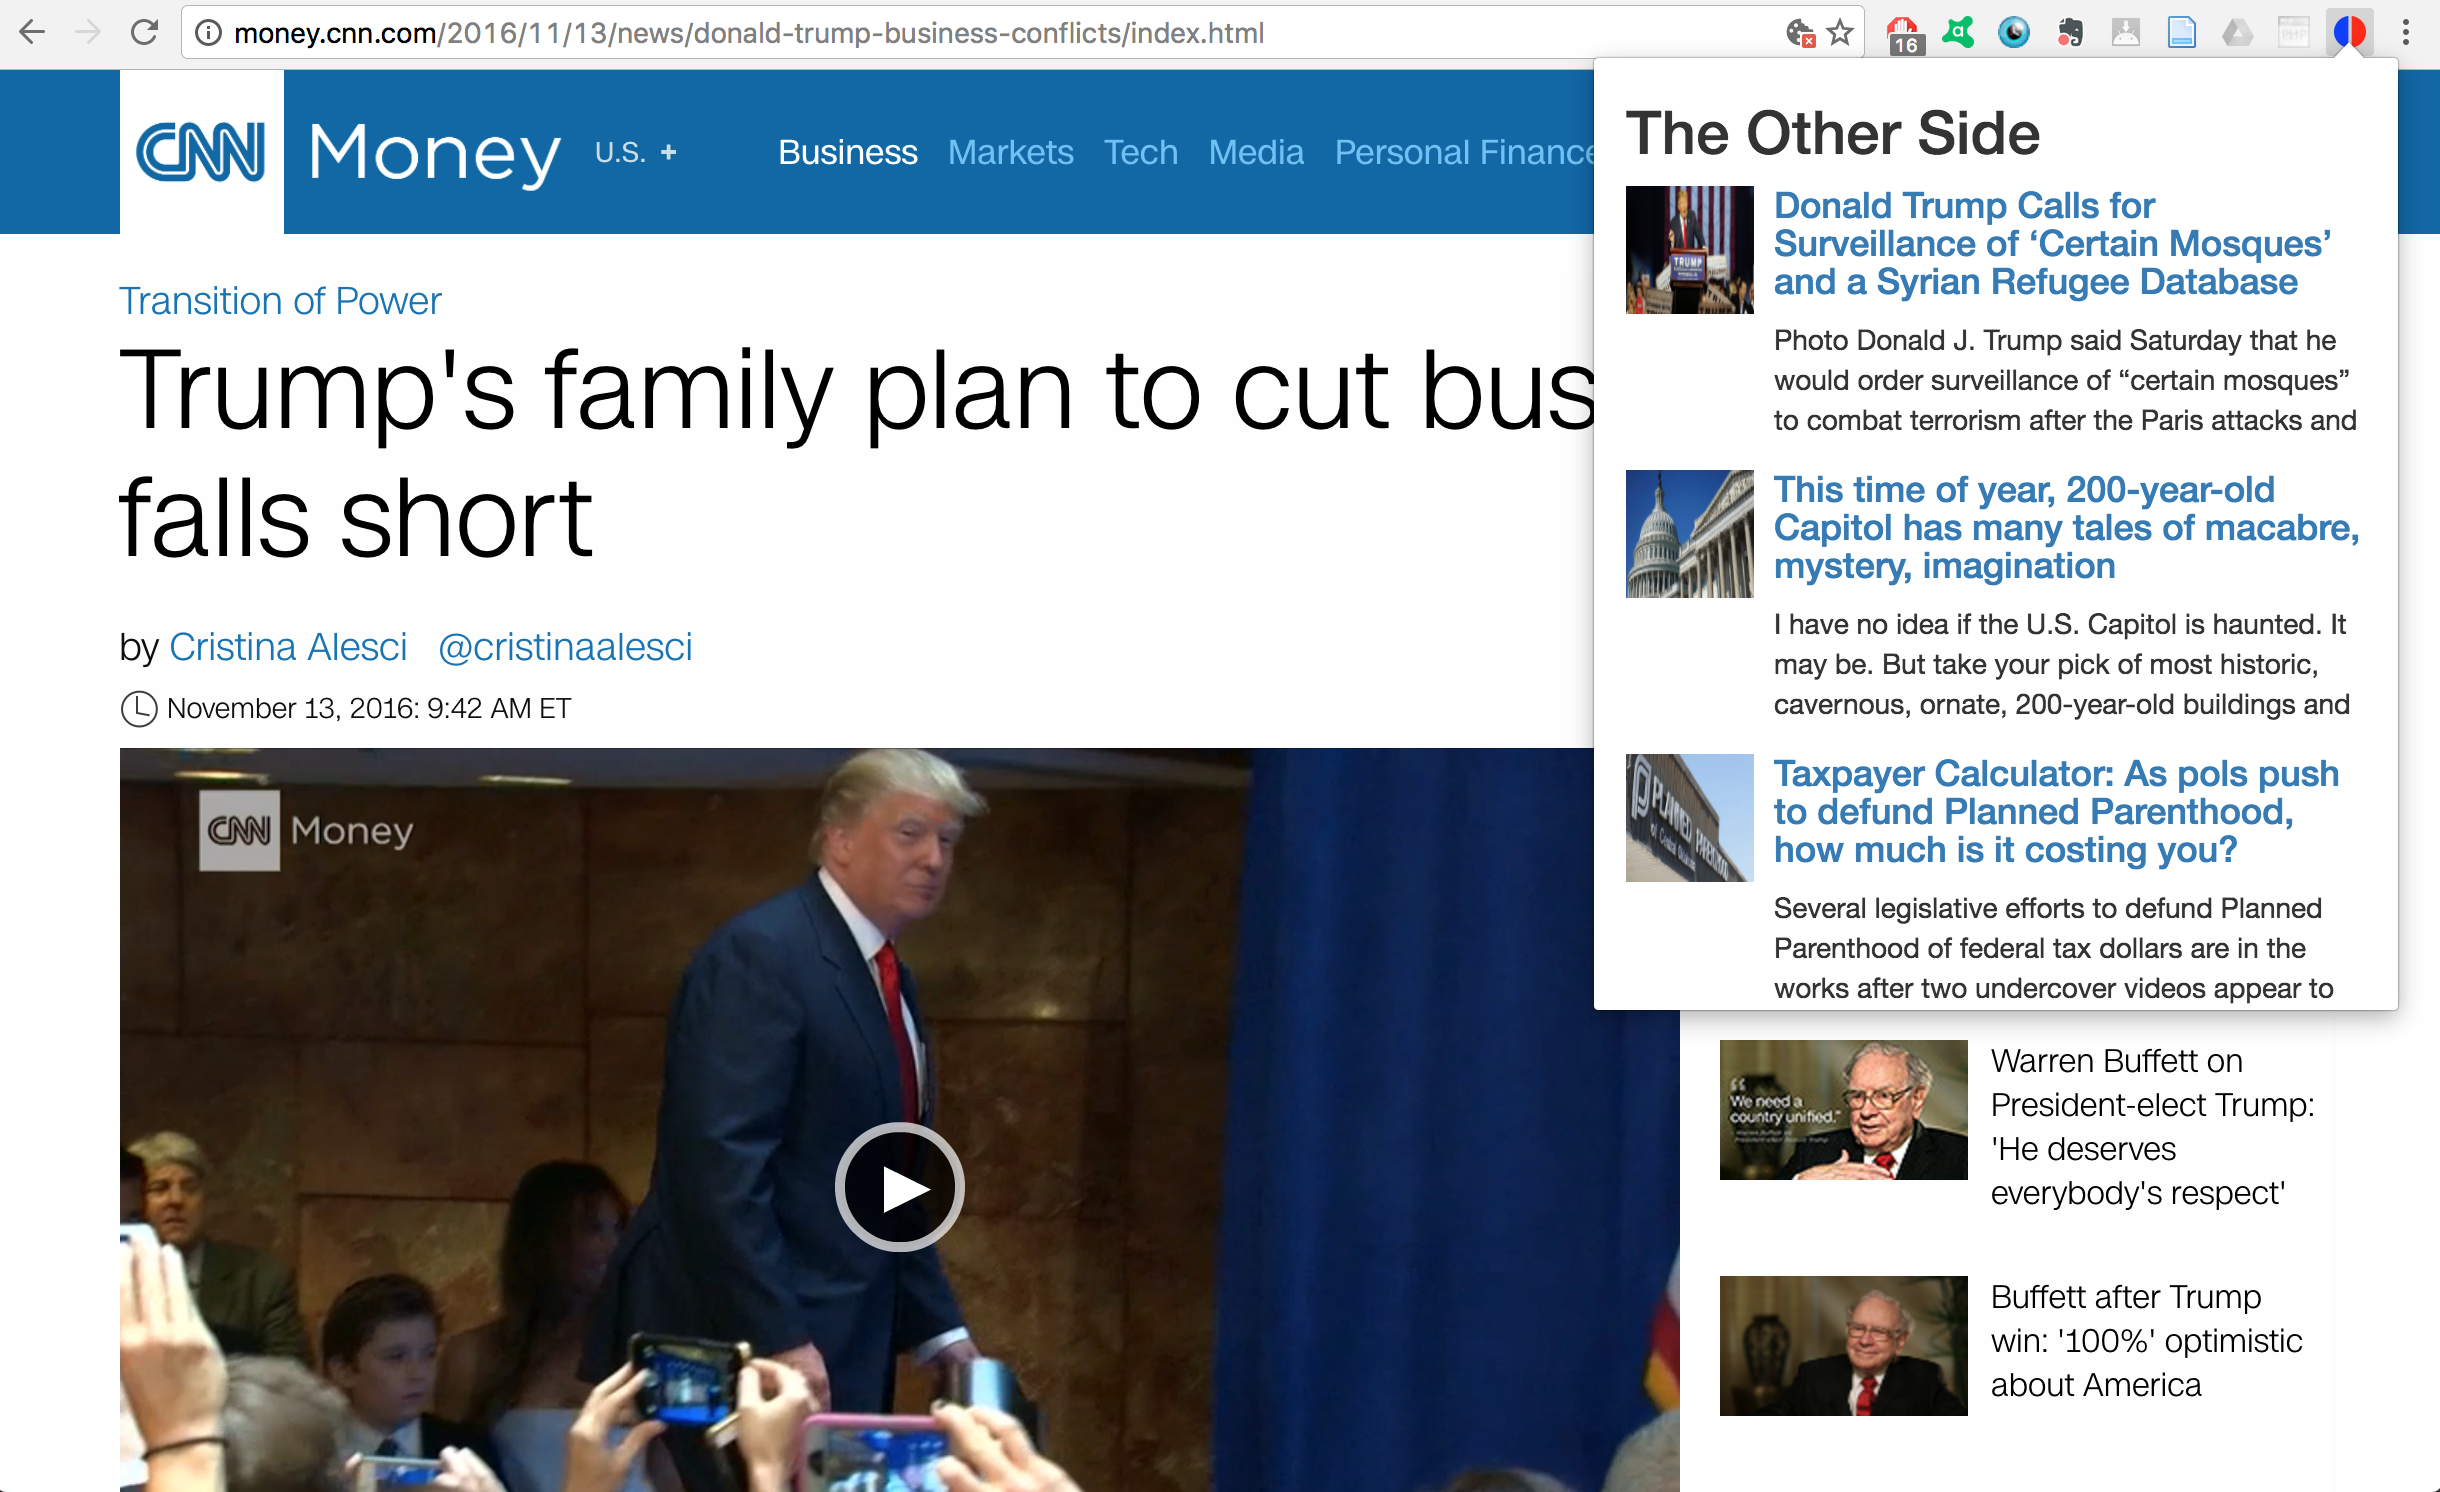 money.cnn.com/2016/11/13/news/donald-trump-business-conflicts/index.html
16
CNN Money U.S. + Business Markets Tech Media Personal Finance
Transition of Power
Trump's family plan to cut bus
falls short
by Cristina Alesci @cristinaalesci
November 13, 2016: 9:42 AM ET
CNN Money
The Other Side
TRUMP
Donald Trump Calls for
Surveillance of ‘Certain Mosques’
and a Syrian Refugee Database
Photo Donald J. Trump said Saturday that he
would order surveillance of “certain mosques”
to combat terrorism after the Paris attacks and
This time of year, 200-year-old
Capitol has many tales of macabre,
mystery, imagination
I have no idea if the U.S. Capitol is haunted. It
may be. But take your pick of most historic,
cavernous, ornate, 200-year-old buildings and
PLANNED PARENTHOOD
Taxpayer Calculator: As pols push
to defund Planned Parenthood,
how much is it costing you?
Several legislative efforts to defund Planned
Parenthood of federal tax dollars are in the
works after two undercover videos appear to
“We need a
country unified.”
Warren Buffett on
President-elect Trump:
'He deserves
everybody's respect'
Buffett after Trump
win: '100%' optimistic
about America